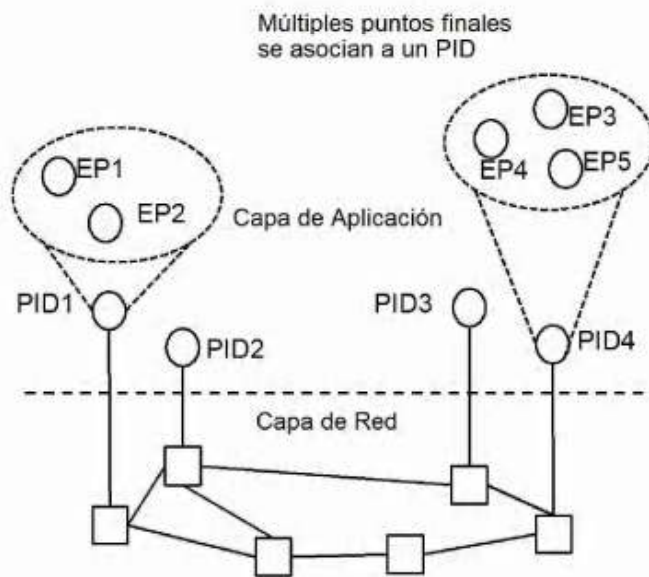 Múltiples puntos finales
se asocian a un PID
EP1
EP2
EP3
EP4
EP5
Capa de Aplicación
PID1
PID2
PID3
PID4
Capa de Red